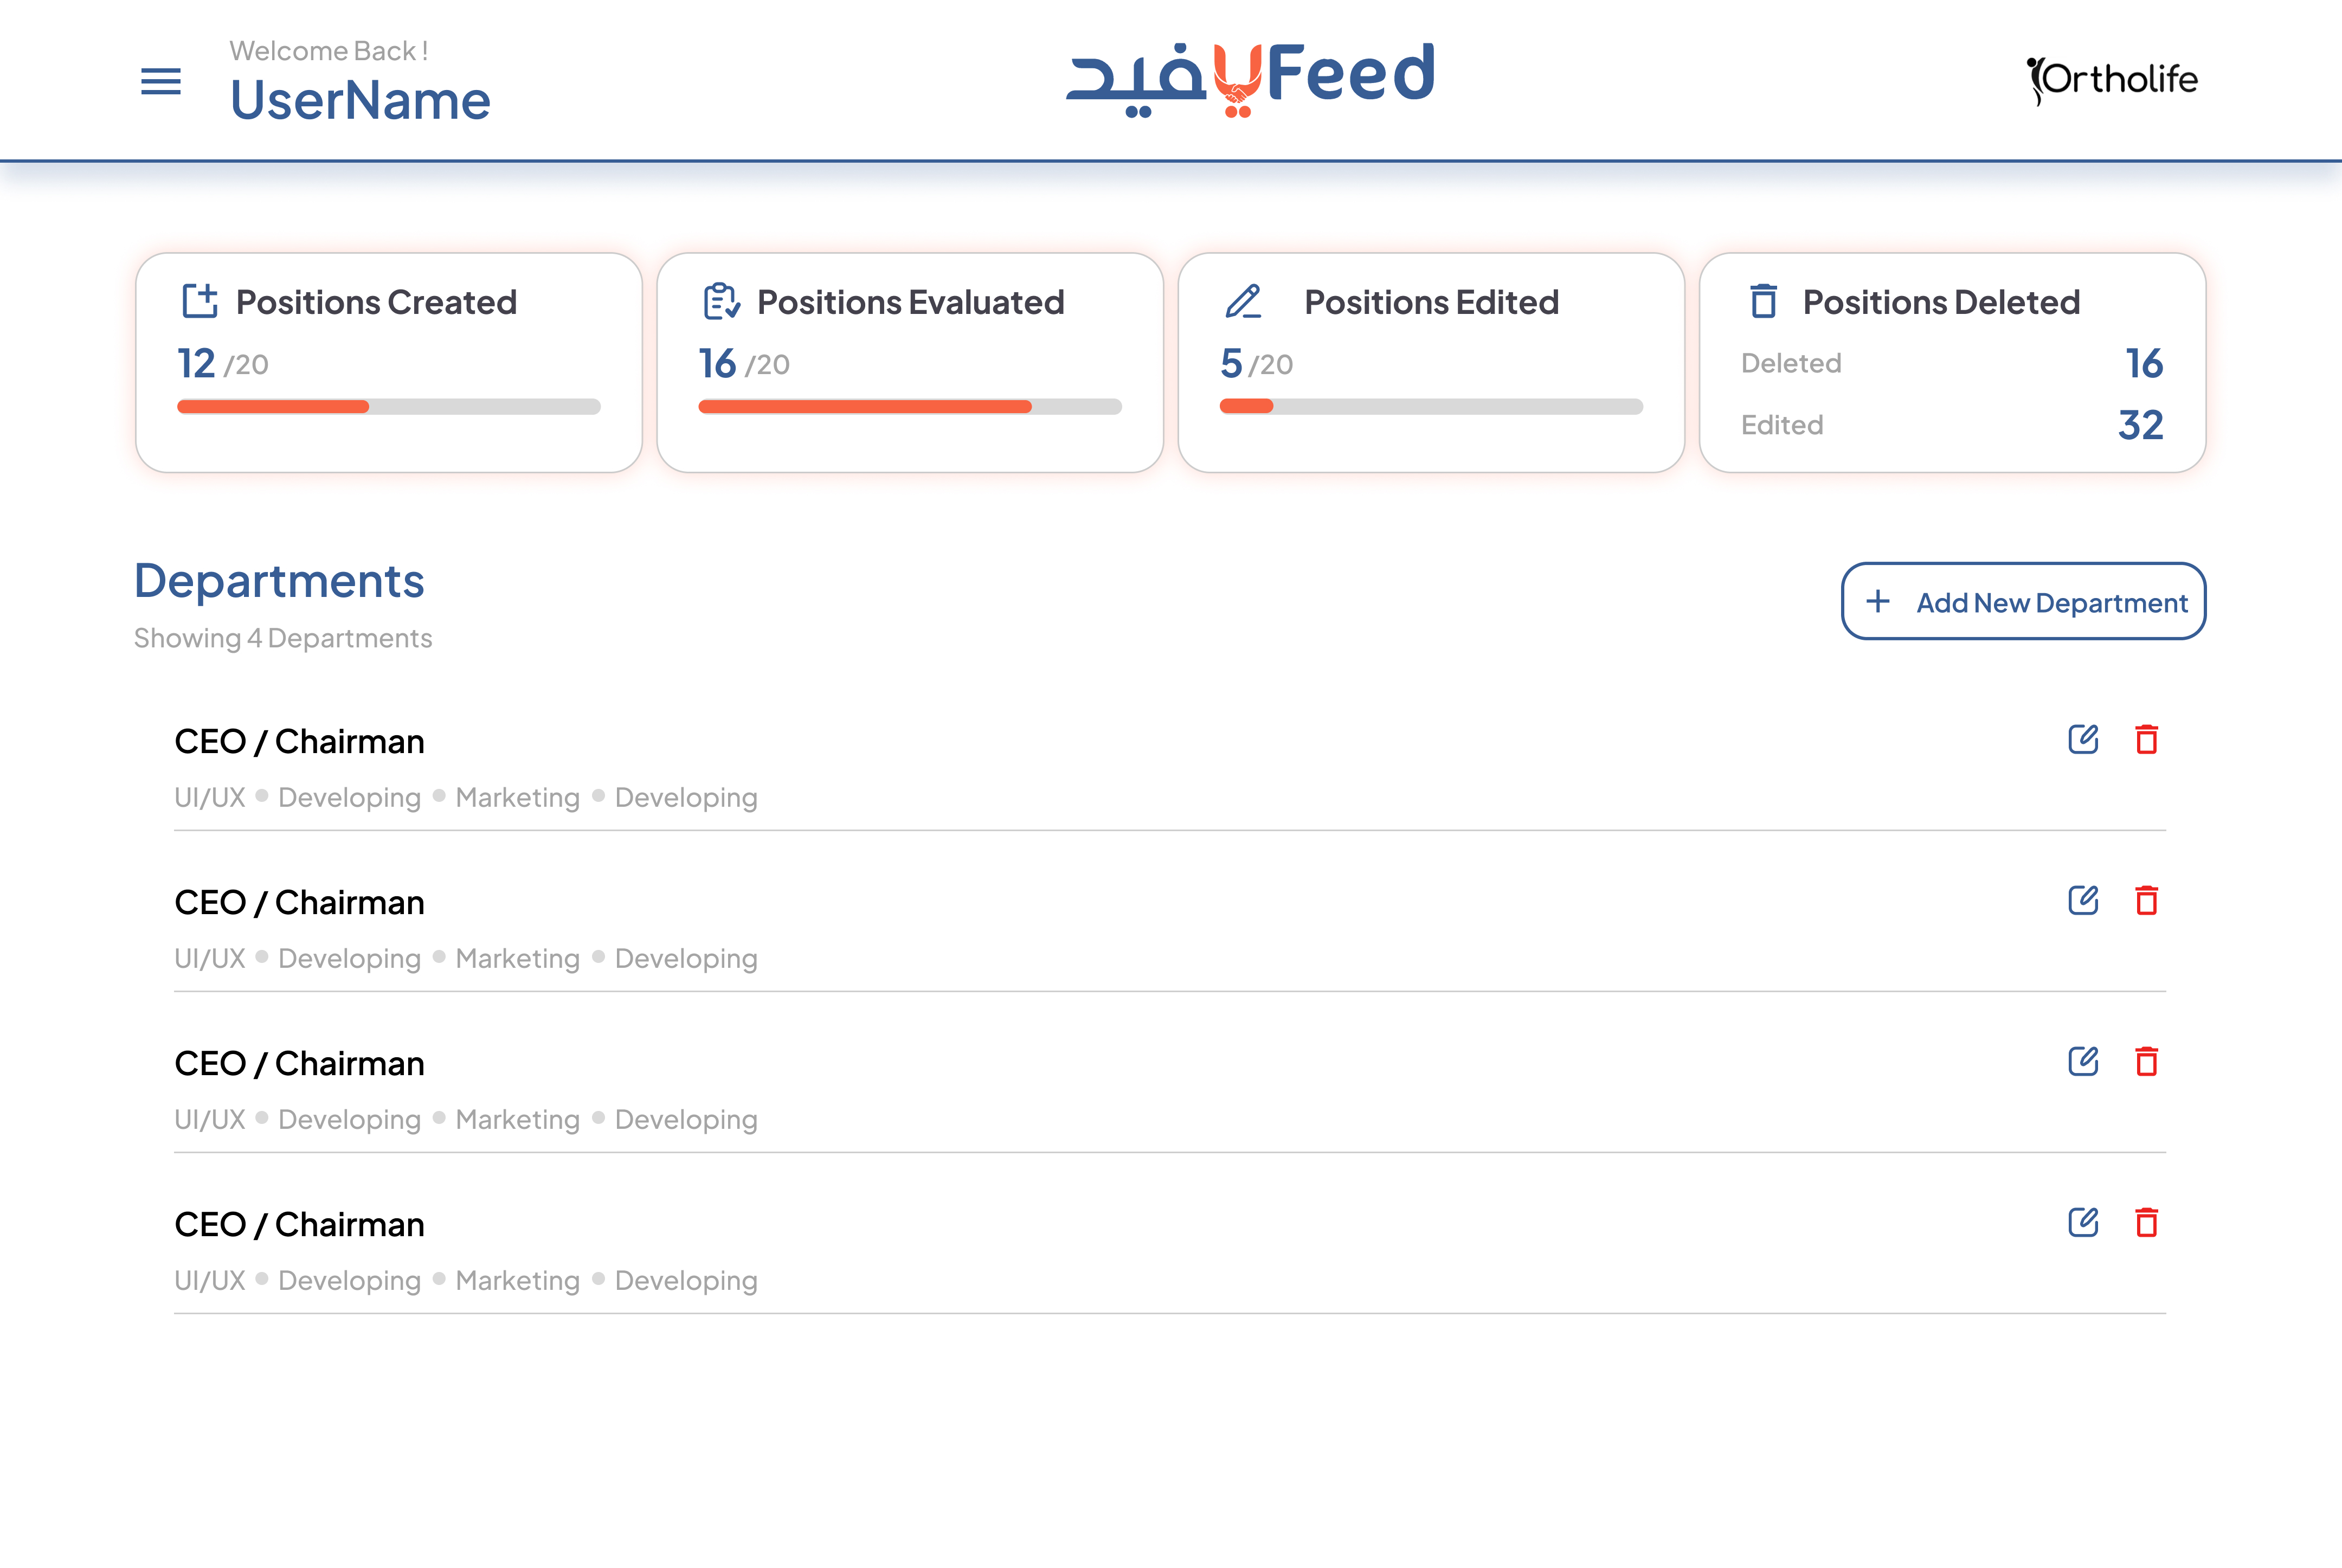 Welcome Back !
UserName
يفيد Feed
Ortholife
Positions Created
12 /20
Positions Evaluated
16 /20
Positions Edited
5 /20
Positions Deleted
Deleted 16
Edited 32
Departments
Showing 4 Departments
+ Add New Department
CEO / Chairman
UI/UX • Developing • Marketing • Developing
CEO / Chairman
UI/UX • Developing • Marketing • Developing
CEO / Chairman
UI/UX • Developing • Marketing • Developing
CEO / Chairman
UI/UX • Developing • Marketing • Developing